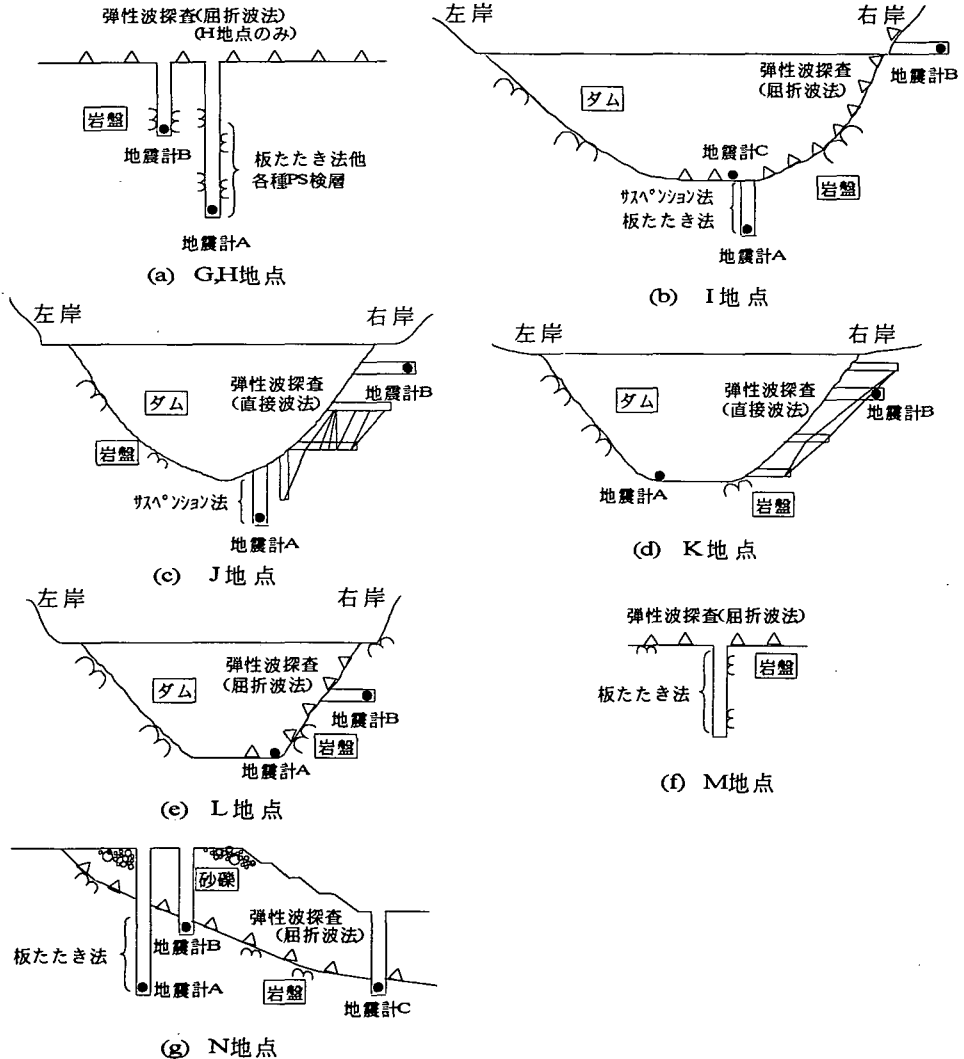 弾性波探査(屈折波法)
(H地点のみ)
岩盤
地震計B
板たたき法他
各種PS検層
地震計A
(a) G,H地点
左岸
右岸
弾性波探査
(屈折波法)
地震計B
ダム
地震計C
サスペンション法
板たたき法
岩盤
地震計A
(b) I地点
左岸
右岸
弾性波探査
(直接波法)
地震計B
ダム
岩盤
サスペンション法
地震計A
(c) J地点
左岸
右岸
弾性波探査
(直接波法)
ダム
地震計B
地震計A
岩盤
(d) K地点
左岸
右岸
弾性波探査
(屈折波法)
ダム
地震計B
岩盤
地震計A
(e) L地点
弾性波探査(屈折波法)
岩盤
板たたき法
(f) M地点
砂礫
弾性波探査
(屈折波法)
地震計B
板たたき法
地震計A
岩盤
地震計C
(g) N地点